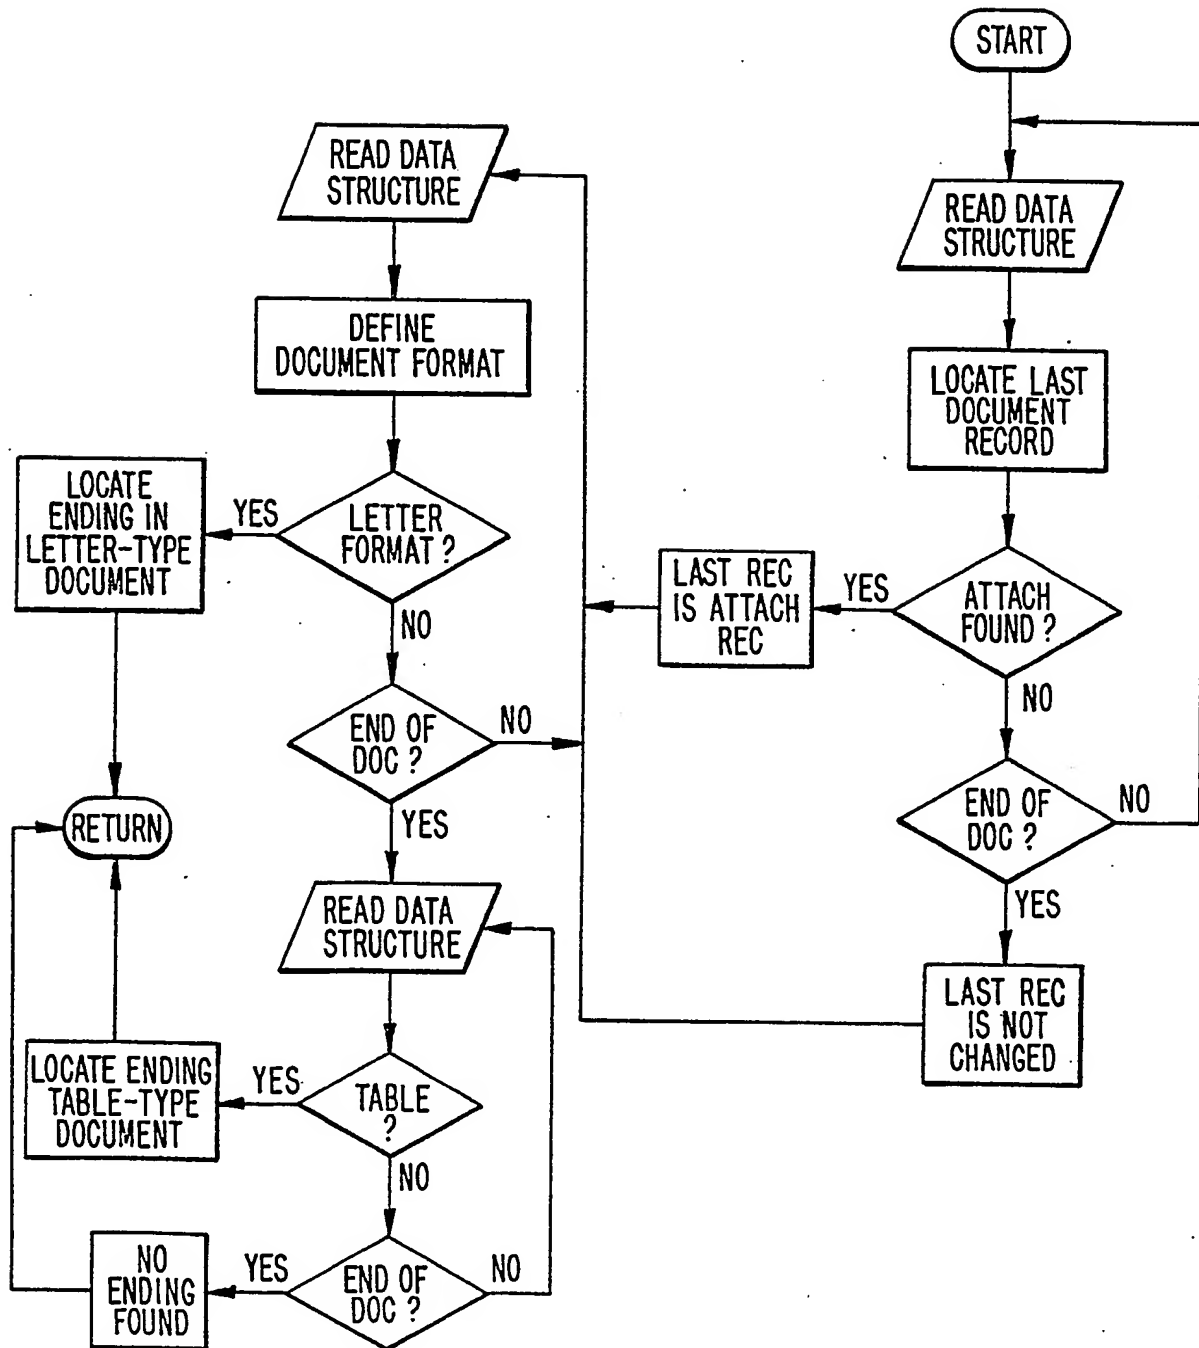 START
READ DATA
STRUCTURE
LOCATE LAST
DOCUMENT
RECORD
ATTACH
FOUND?
YES
LAST REC
IS ATTACH
REC
NO
END OF
DOC?
NO
YES
LAST REC
IS NOT
CHANGED
READ DATA
STRUCTURE
DEFINE
DOCUMENT FORMAT
LETTER
FORMAT?
YES
LOCATE
ENDING IN
LETTER-TYPE
DOCUMENT
NO
END OF
DOC?
NO
YES
RETURN
READ DATA
STRUCTURE
TABLE
?
YES
LOCATE ENDING
TABLE-TYPE
DOCUMENT
NO
END OF
DOC?
NO
YES
NO
ENDING
FOUND